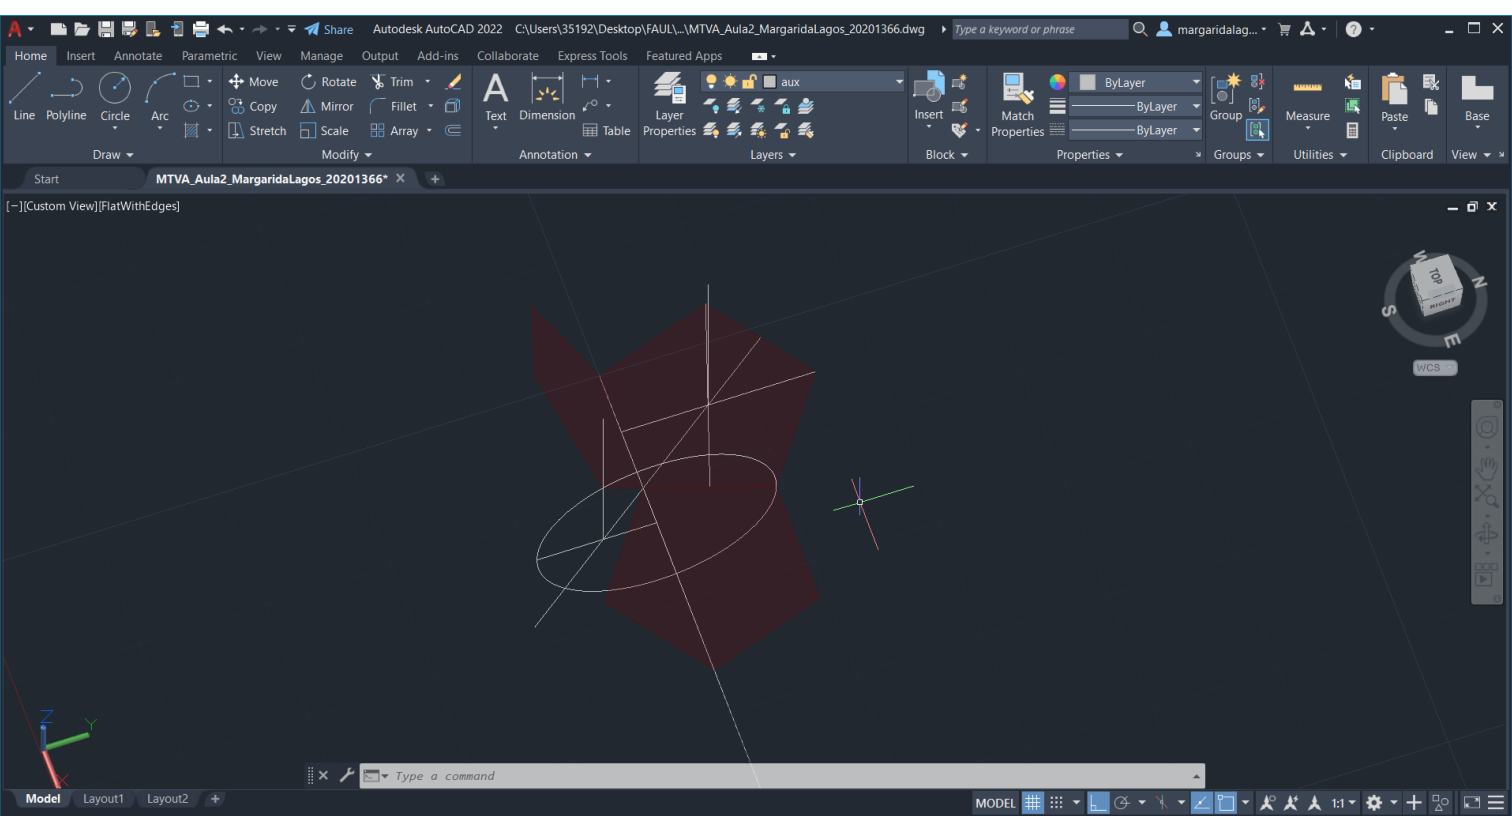 A Share Autodesk AutoCAD 2022 C:\Users\35192\Desktop\FAUL\...\MTVA_Aula2_MargaridaLagos_20201366.dwg Type a keyword or phrase margaridalag... ?
Home Insert Annotate Parametric View Manage Output Add-ins Collaborate Express Tools Featured Apps
Move Rotate Trim aux ByLayer
Copy Mirror Fillet ByLayer
Line Polyline Circle Arc Text Dimension Layer Properties Insert Match Properties Group Measure Paste Base
Stretch Scale Array Table ByLayer
Draw Modify Annotation Layers Block Properties Groups Utilities Clipboard View
Start MTVA_Aula2_MargaridaLagos_20201366* +
[−][Custom View][FlatWithEdges]
W TOP N
S RIGHT
E
WCS
Z Y
X
Type a command
Model Layout1 Layout2 +
MODEL 1:1